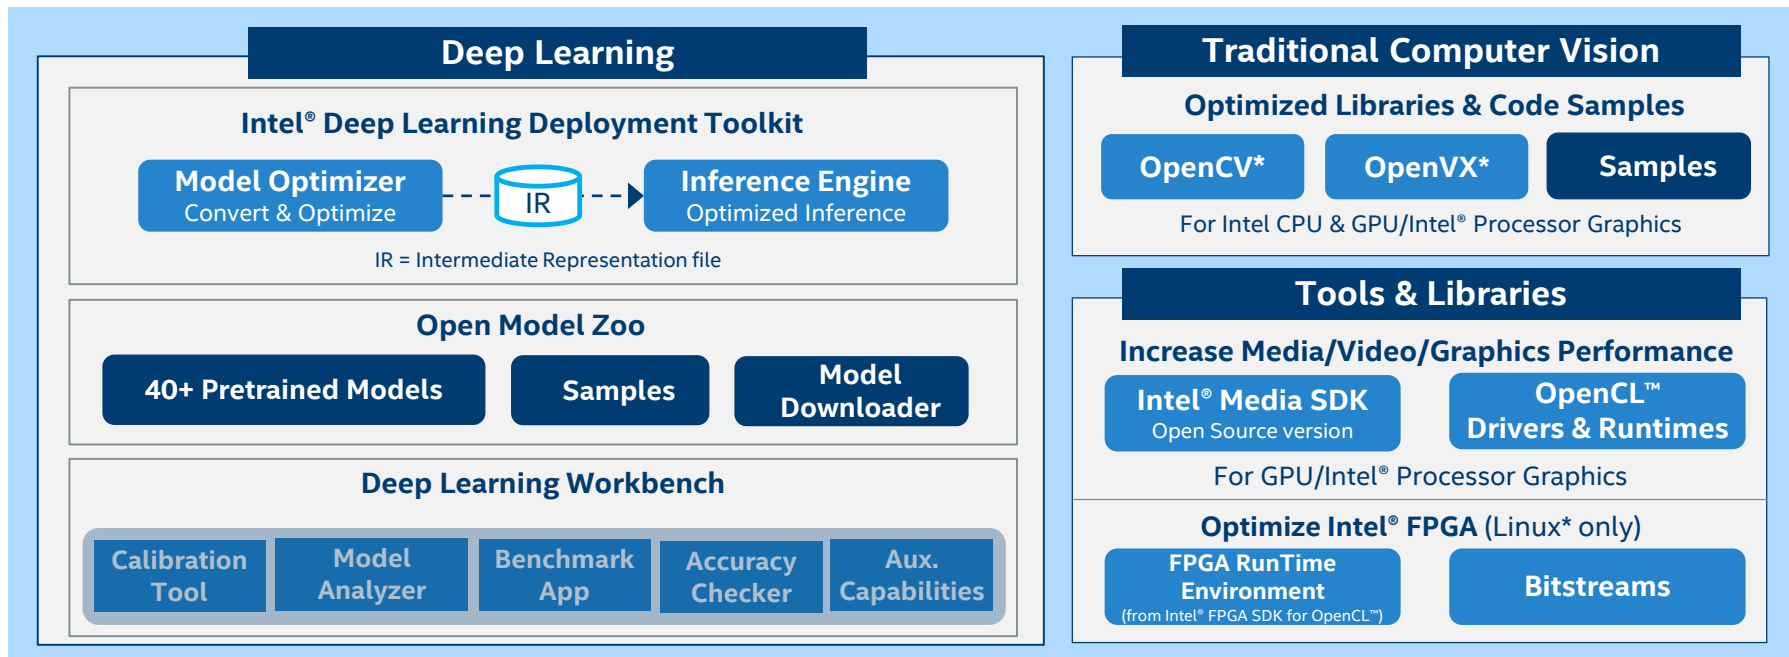 Deep Learning
Intel® Deep Learning Deployment Toolkit
Model Optimizer
Convert & Optimize
IR
Inference Engine
Optimized Inference
IR = Intermediate Representation file
Open Model Zoo
40+ Pretrained Models
Samples
Model
Downloader
Deep Learning Workbench
Calibration
Tool
Model
Analyzer
Benchmark
App
Accuracy
Checker
Aux.
Capabilities
Traditional Computer Vision
Optimized Libraries & Code Samples
OpenCV*
OpenVX*
Samples
For Intel CPU & GPU/Intel® Processor Graphics
Tools & Libraries
Increase Media/Video/Graphics Performance
Intel® Media SDK
Open Source version
OpenCL™
Drivers & Runtimes
For GPU/Intel® Processor Graphics
Optimize Intel® FPGA (Linux* only)
FPGA RunTime
Environment
(from Intel® FPGA SDK for OpenCL™)
Bitstreams